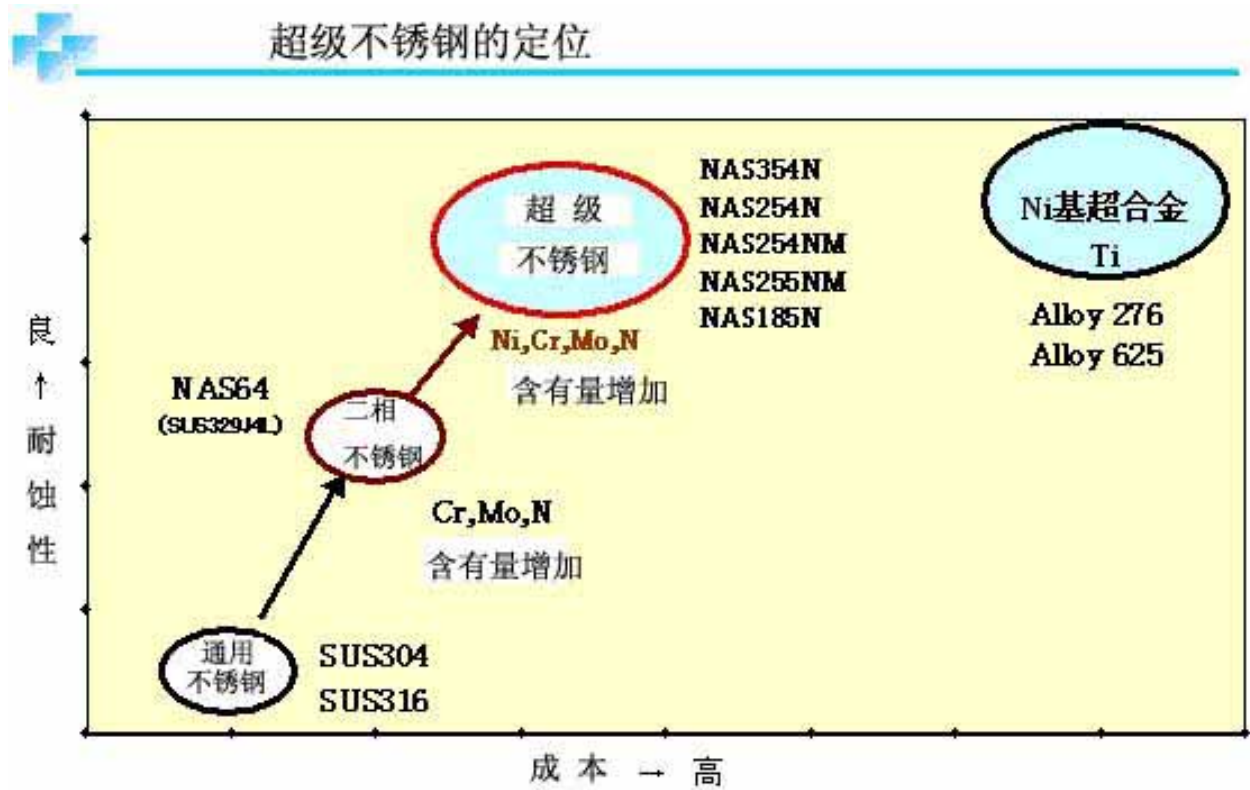 超级不锈钢的定位
超 级
不锈钢
NAS354N
NAS254N
NAS254NM
NAS255NM
NAS185N
Ni基超合金
Ti
Alloy 276
Alloy 625
Ni,Cr,Mo,N
含有量增加
NAS64
(SUS329J4L)
二相
不锈钢
Cr,Mo,N
含有量增加
通用
不锈钢
SUS304
SUS316
良
↑
耐
蚀
性
成 本 → 高